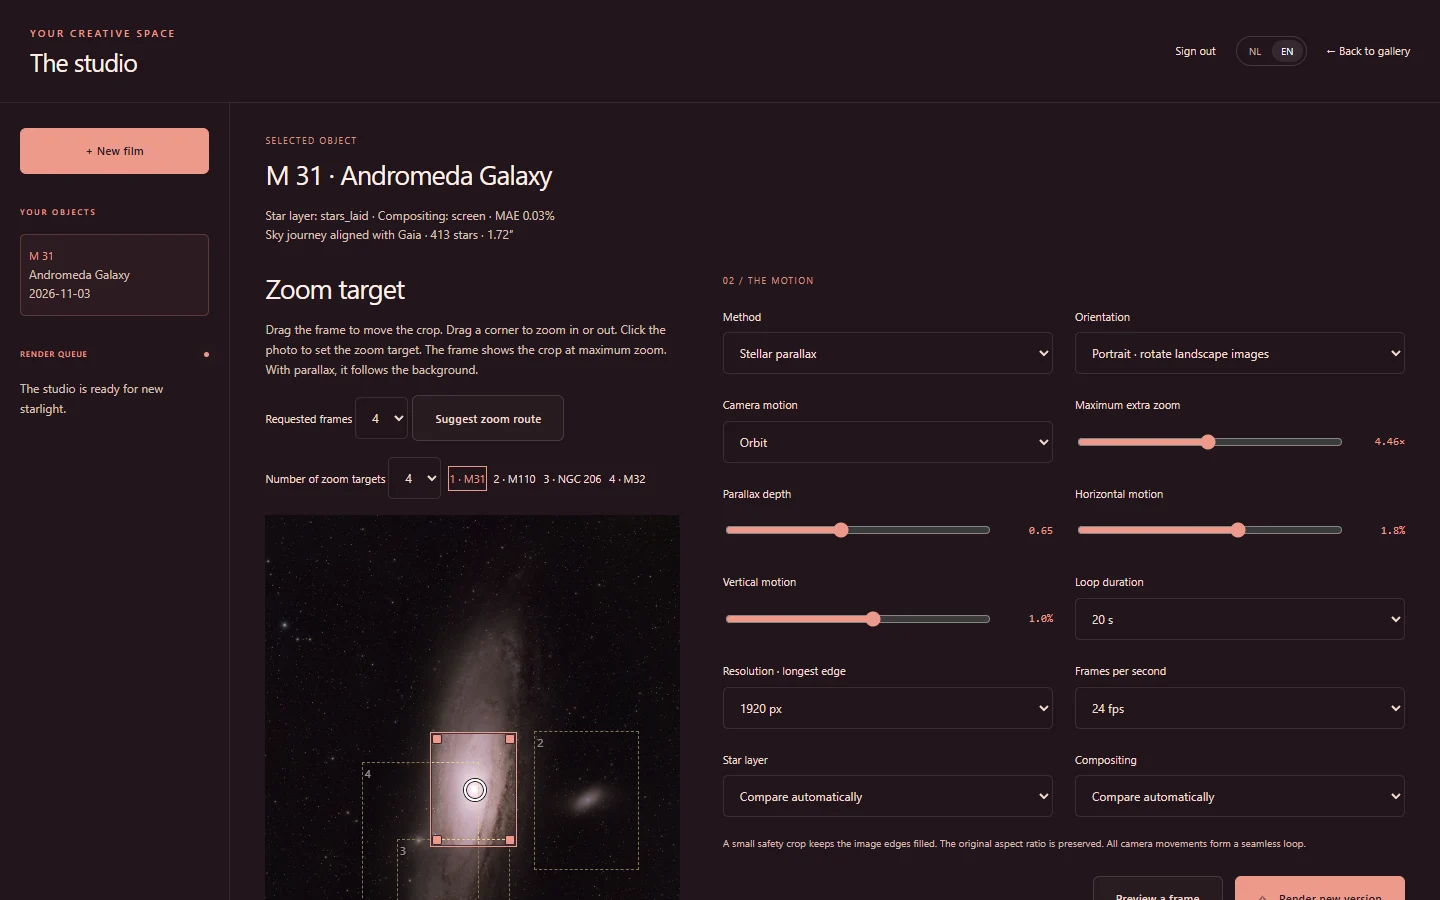 YOUR CREATIVE SPACE
The studio
Sign out
NL
EN
← Back to gallery
+ New film
YOUR OBJECTS
M 31
Andromeda Galaxy
2026-11-03
RENDER QUEUE
The studio is ready for new
starlight.
SELECTED OBJECT
M 31 · Andromeda Galaxy
Star layer: stars_laid · Compositing: screen · MAE 0.03%
Sky journey aligned with Gaia · 413 stars · 1.72″
Zoom target
Drag the frame to move the crop. Drag a corner to zoom in or out. Click the
photo to set the zoom target. The frame shows the crop at maximum zoom.
With parallax, it follows the background.
Requested frames 4 Suggest zoom route
Number of zoom targets 4 1 · M31 2 · M110 3 · NGC 206 4 · M32
2
4
3
02 / THE MOTION
Method
Stellar parallax
Orientation
Portrait · rotate landscape images
Camera motion
Orbit
Maximum extra zoom
4.46×
Parallax depth
0.65
Horizontal motion
1.8%
Vertical motion
1.0%
Loop duration
20 s
Resolution · longest edge
1920 px
Frames per second
24 fps
Star layer
Compare automatically
Compositing
Compare automatically
A small safety crop keeps the image edges filled. The original aspect ratio is preserved. All camera movements form a seamless loop.
Preview a frame
Render new version